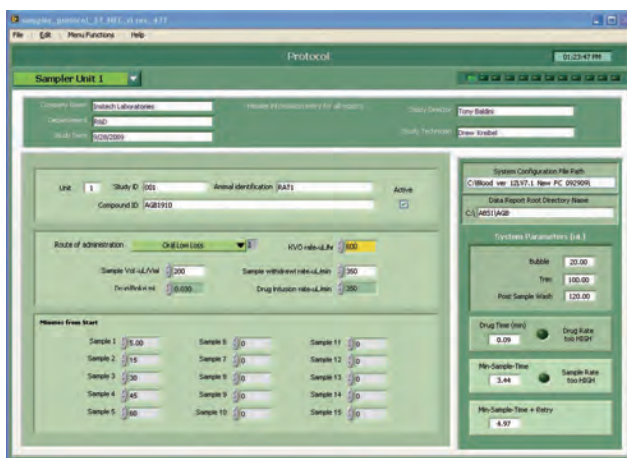 File Edit Menu Functions Help
Protocol
01:23:47 PM
Sampler Unit 1
Company Name Instech Laboratories
Department R&D
Study Date 9/28/2009
Header information entry for all reports
Study Director Tony Baldini
Study Technician Drew Kreibel
Unit 1 Study ID 001 Animal identification RAT1 Active
Compound ID AGB1910
Route of administration Oral Low Loss KVO rate-uL/hr 600
Sample Vol-uL/Vial 200 Sample withdrawl rate-uL/min 350
0.030 Drug Infusion rate-uL/min 350
Minutes from Start
Sample 1 5.00 Sample 6 0 Sample 11 0
Sample 2 15 Sample 7 0 Sample 12 0
Sample 3 30 Sample 8 0 Sample 13 0
Sample 4 45 Sample 9 0 Sample 14 0
Sample 5 60 Sample 10 0 Sample 15 0
System Configuration File Path
Data Report Root Directory Name
C:\ ABS1\AGB
System Parameters (uL)
Bubble 20.00
Trim 100.00
Post Sample Wash 120.00
Drug Time (min)
0.09
Drug Rate too HIGH
Min-Sample-Time
3.44
Sample Rate too HIGH
Min-Sample-Time + Retry
4.97